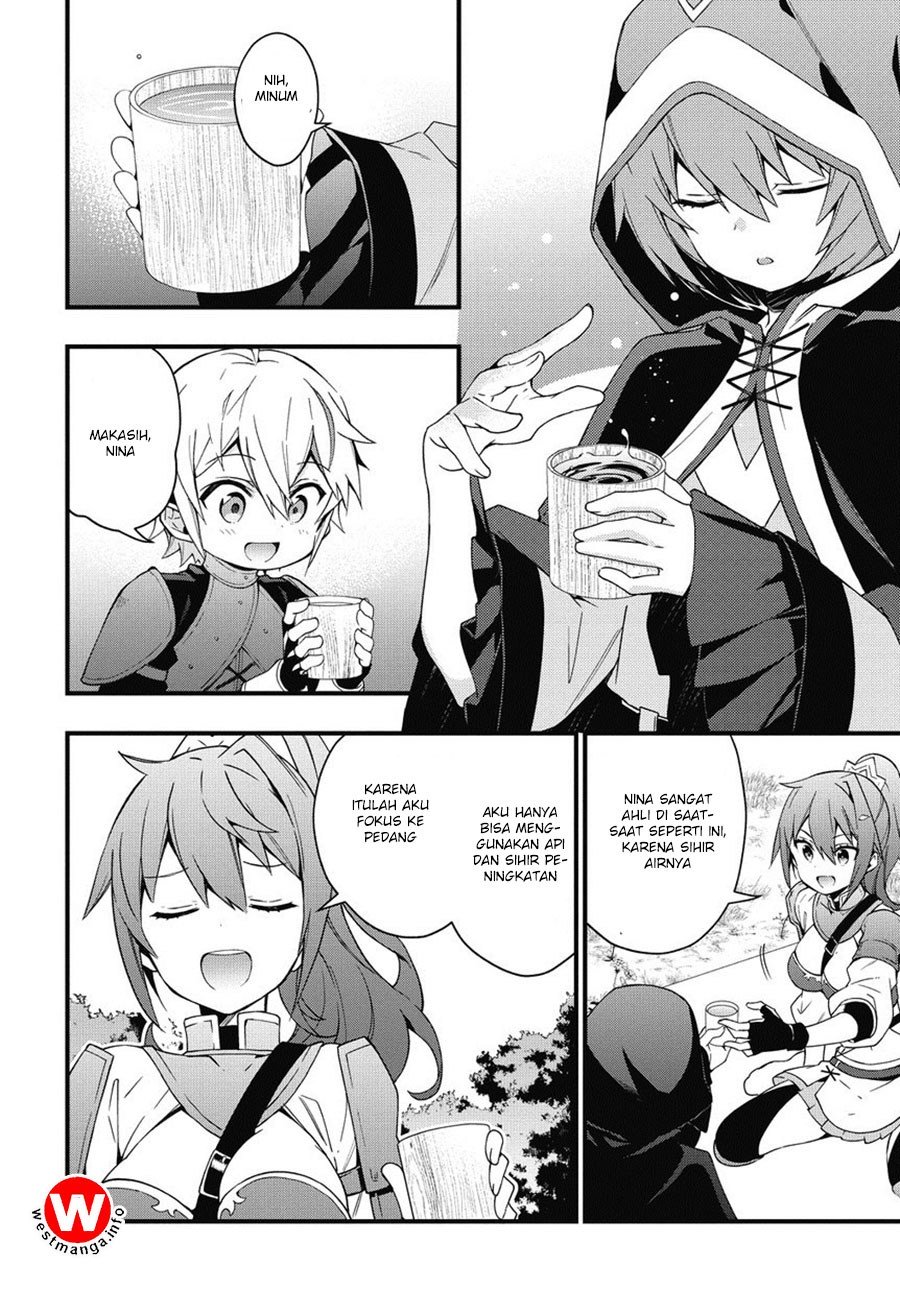 NIH,
MINUM
MAKASIH,
NINA
NINA SANGAT
AHLI DI SAAT-
SAAT SEPERTI INI,
KARENA SIHIR
AIRNYA
AKU HANYA
BISA MENG-
GUNAKAN API
DAN SIHIR PE-
NINGKATAN
KARENA
ITULAH AKU
FOKUS KE
PEDANG
W
westmanga.info